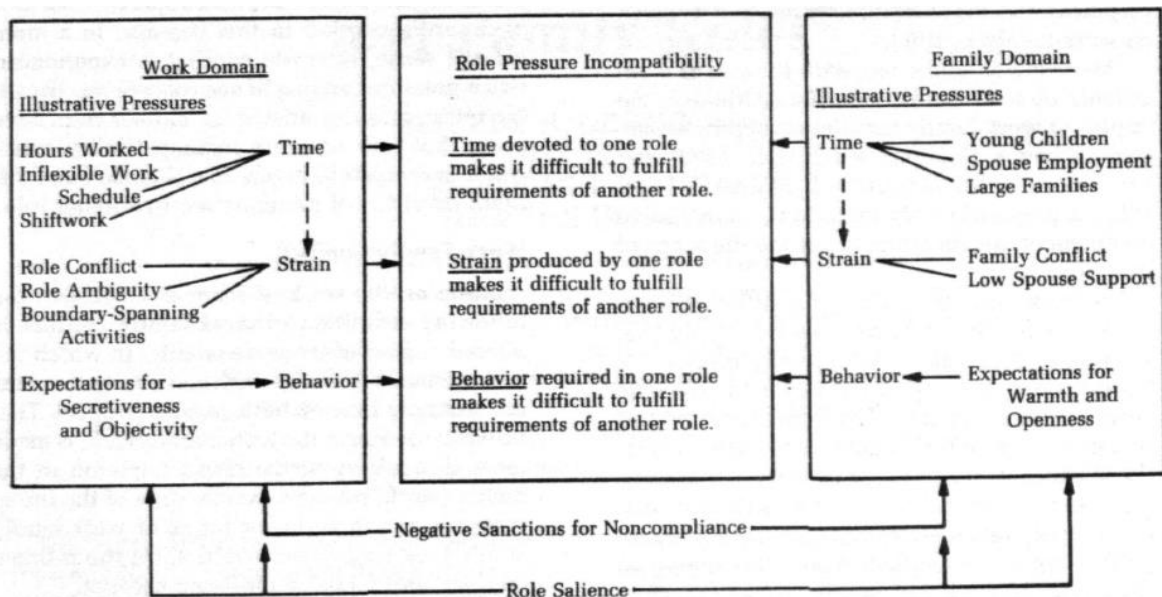 Work Domain
Illustrative Pressures
Hours Worked
Inflexible Work
Schedule
Shiftwork
Time
Role Conflict
Role Ambiguity
Boundary-Spanning
Activities
Strain
Expectations for
Secretiveness
and Objectivity
Behavior
Role Pressure Incompatibility
Time devoted to one role
makes it difficult to fulfill
requirements of another role.
Strain produced by one role
makes it difficult to fulfill
requirements of another role.
Behavior required in one role
makes it difficult to fulfill
requirements of another role.
Family Domain
Illustrative Pressures
Time
Young Children
Spouse Employment
Large Families
Strain
Family Conflict
Low Spouse Support
Behavior
Expectations for
Warmth and
Openness
Negative Sanctions for Noncompliance
Role Salience